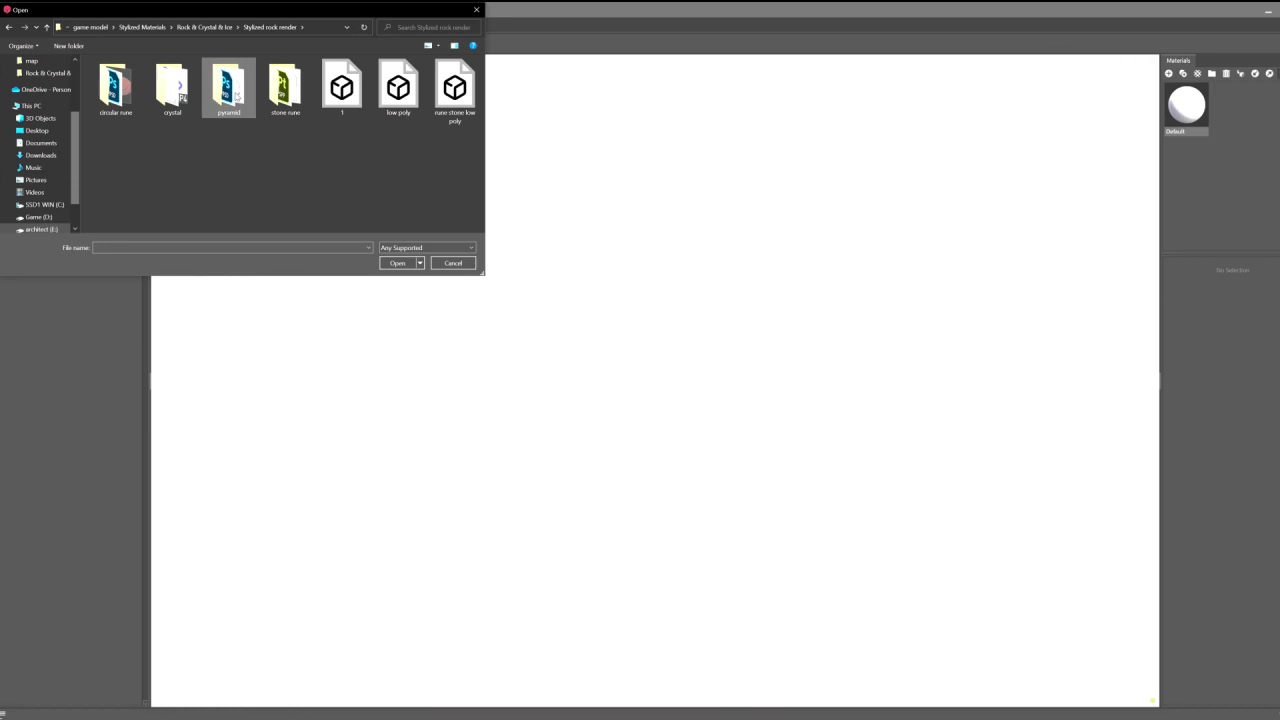 Open
game model > Stylized Materials > Rock & Crystal & Ice > Stylized rock render >
Search Stylized rock render
Organize
New folder
map
Rock & Crystal &
OneDrive - Person
This PC
3D Objects
Desktop
Documents
Downloads
Music
Pictures
Videos
SSD1 WIN (C:)
Game (D:)
architect (E:)
circular rune
crystal
pyramid
stone rune
1
low poly
rune stone low
poly
File name:
Any Supported
Open
Cancel
Materials
Default
No Selection